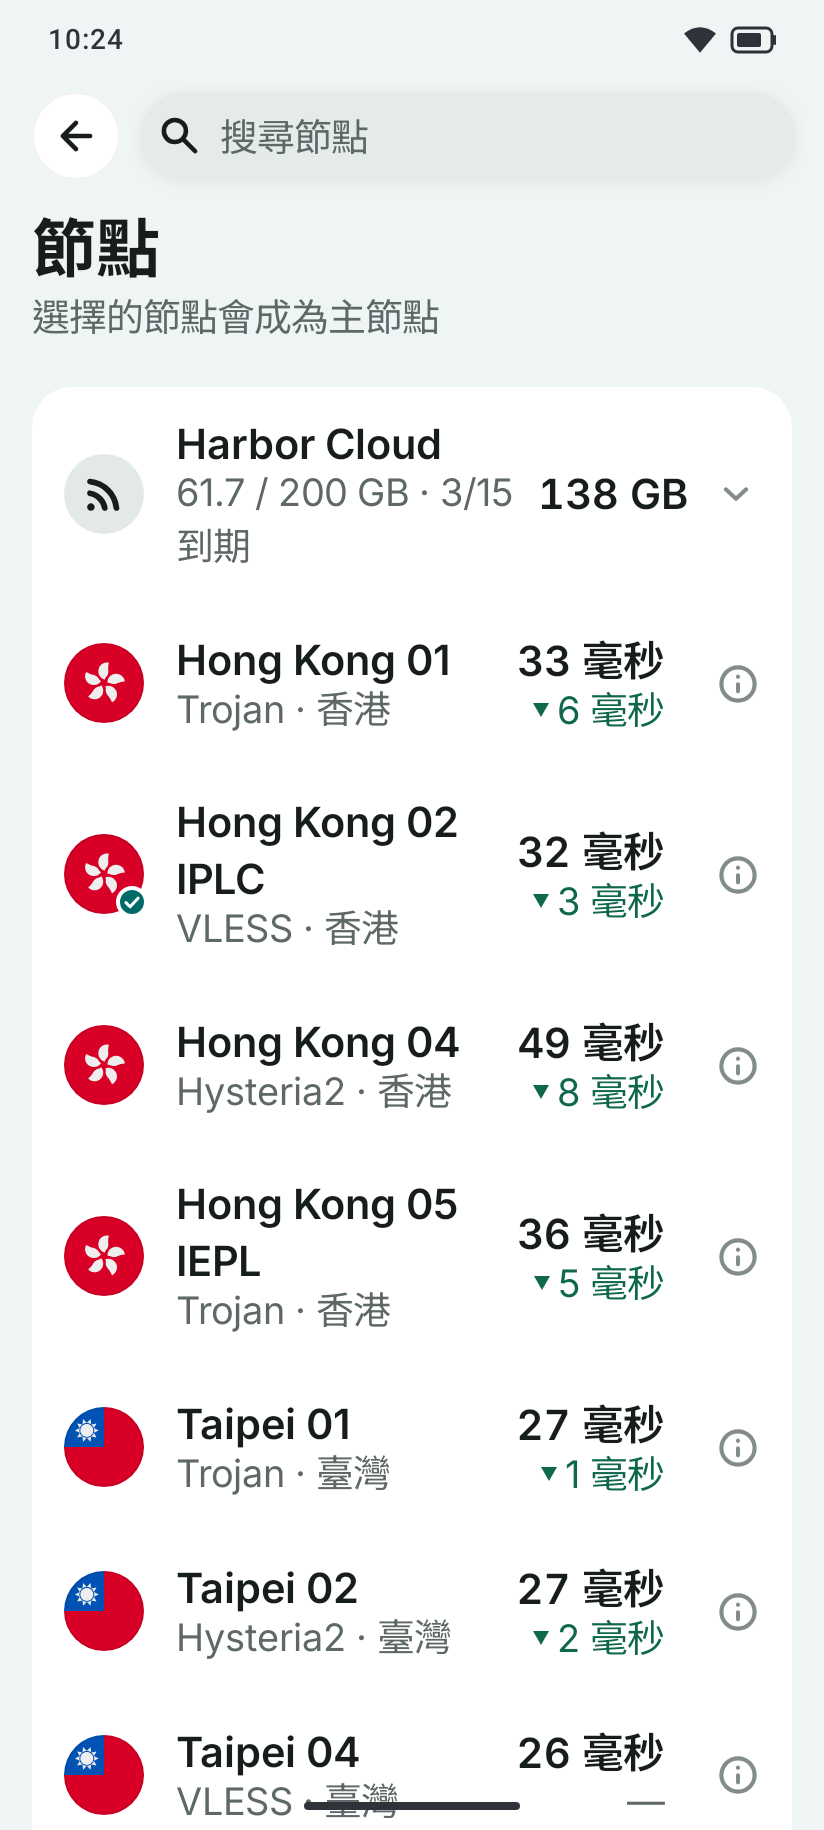 10:24
搜尋節點
節點
選擇的節點會成為主節點
Harbor Cloud
61.7 / 200 GB · 3/15
到期
138 GB
Hong Kong 01
Trojan · 香港
33 毫秒
▼6 毫秒
Hong Kong 02
IPLC
VLESS · 香港
32 毫秒
▼3 毫秒
Hong Kong 04
Hysteria2 · 香港
49 毫秒
▼8 毫秒
Hong Kong 05
IEPL
Trojan · 香港
36 毫秒
▼5 毫秒
Taipei 01
Trojan · 臺灣
27 毫秒
▼1 毫秒
Taipei 02
Hysteria2 · 臺灣
27 毫秒
▼2 毫秒
Taipei 04
VLESS · 臺灣
26 毫秒
—